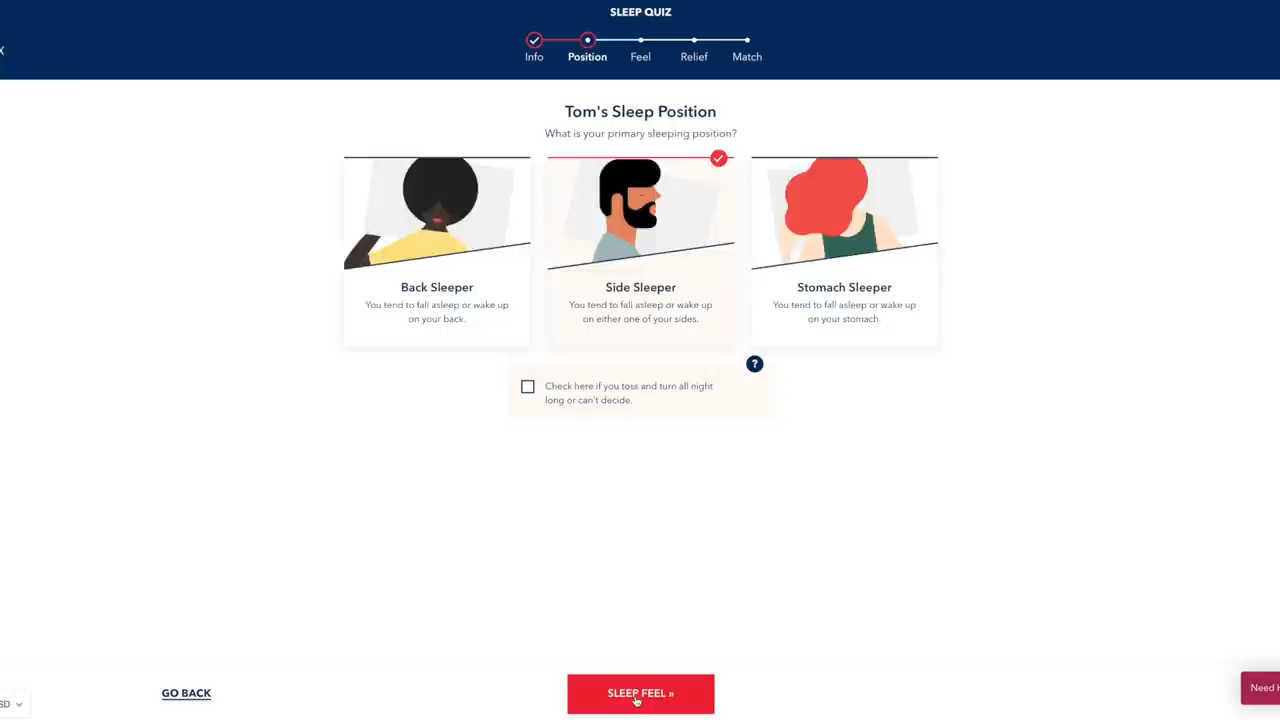 SLEEP QUIZ
X
Info
Position
Feel
Relief
Match
Tom's Sleep Position
What is your primary sleeping position?
Back Sleeper
You tend to fall asleep or wake up
on your back.
Side Sleeper
You tend to fall asleep or wake up
on either one of your sides.
Stomach Sleeper
You tend to fall asleep or wake up
on your stomach.
?
Check here if you toss and turn all night
long or can't decide.
GO BACK
SLEEP FEEL »
SD
Need H